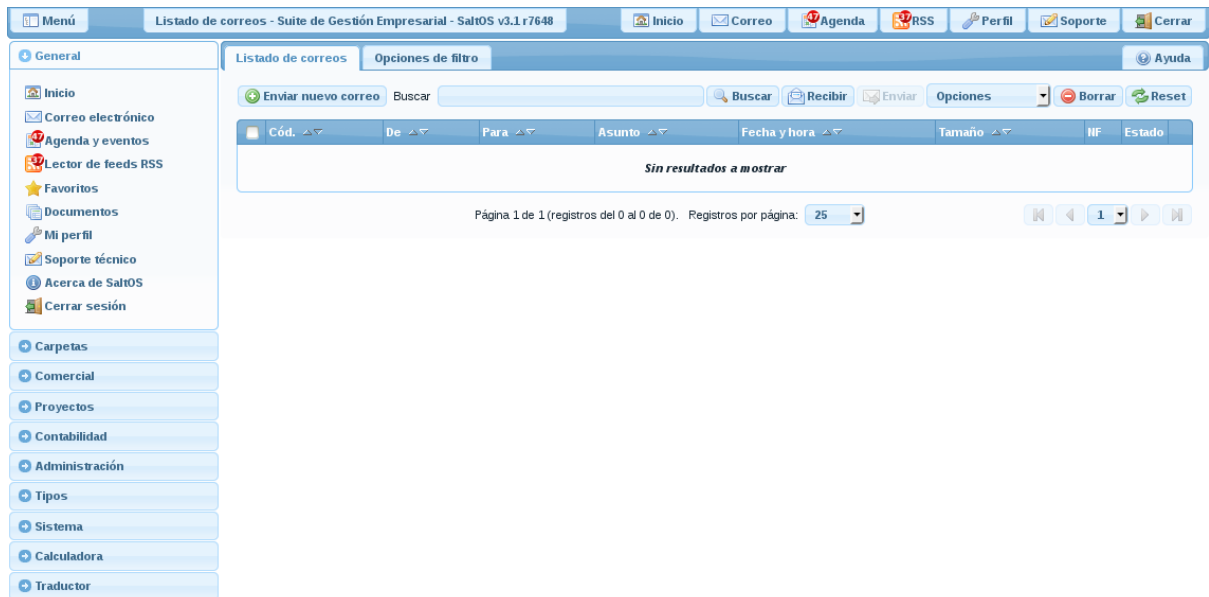 Menú
Listado de correos - Suite de Gestión Empresarial - SaltOS v3.1 r7648
Inicio
Correo
47
Agenda
47
RSS
Perfil
Soporte
Cerrar
General
Inicio
Correo electrónico
47
Agenda y eventos
47
Lector de feeds RSS
Favoritos
Documentos
Mi perfil
Soporte técnico
Acerca de SaltOS
Cerrar sesión
Carpetas
Comercial
Proyectos
Contabilidad
Administración
Tipos
Sistema
Calculadora
Traductor
Listado de correos
Opciones de filtro
Ayuda
Enviar nuevo correo
Buscar
Buscar
Recibir
Enviar
Opciones
Borrar
Reset
Cód.
De
Para
Asunto
Fecha y hora
Tamaño
NF
Estado
Sin resultados a mostrar
Página 1 de 1 (registros del 0 al 0 de 0).
Registros por página:
25
1